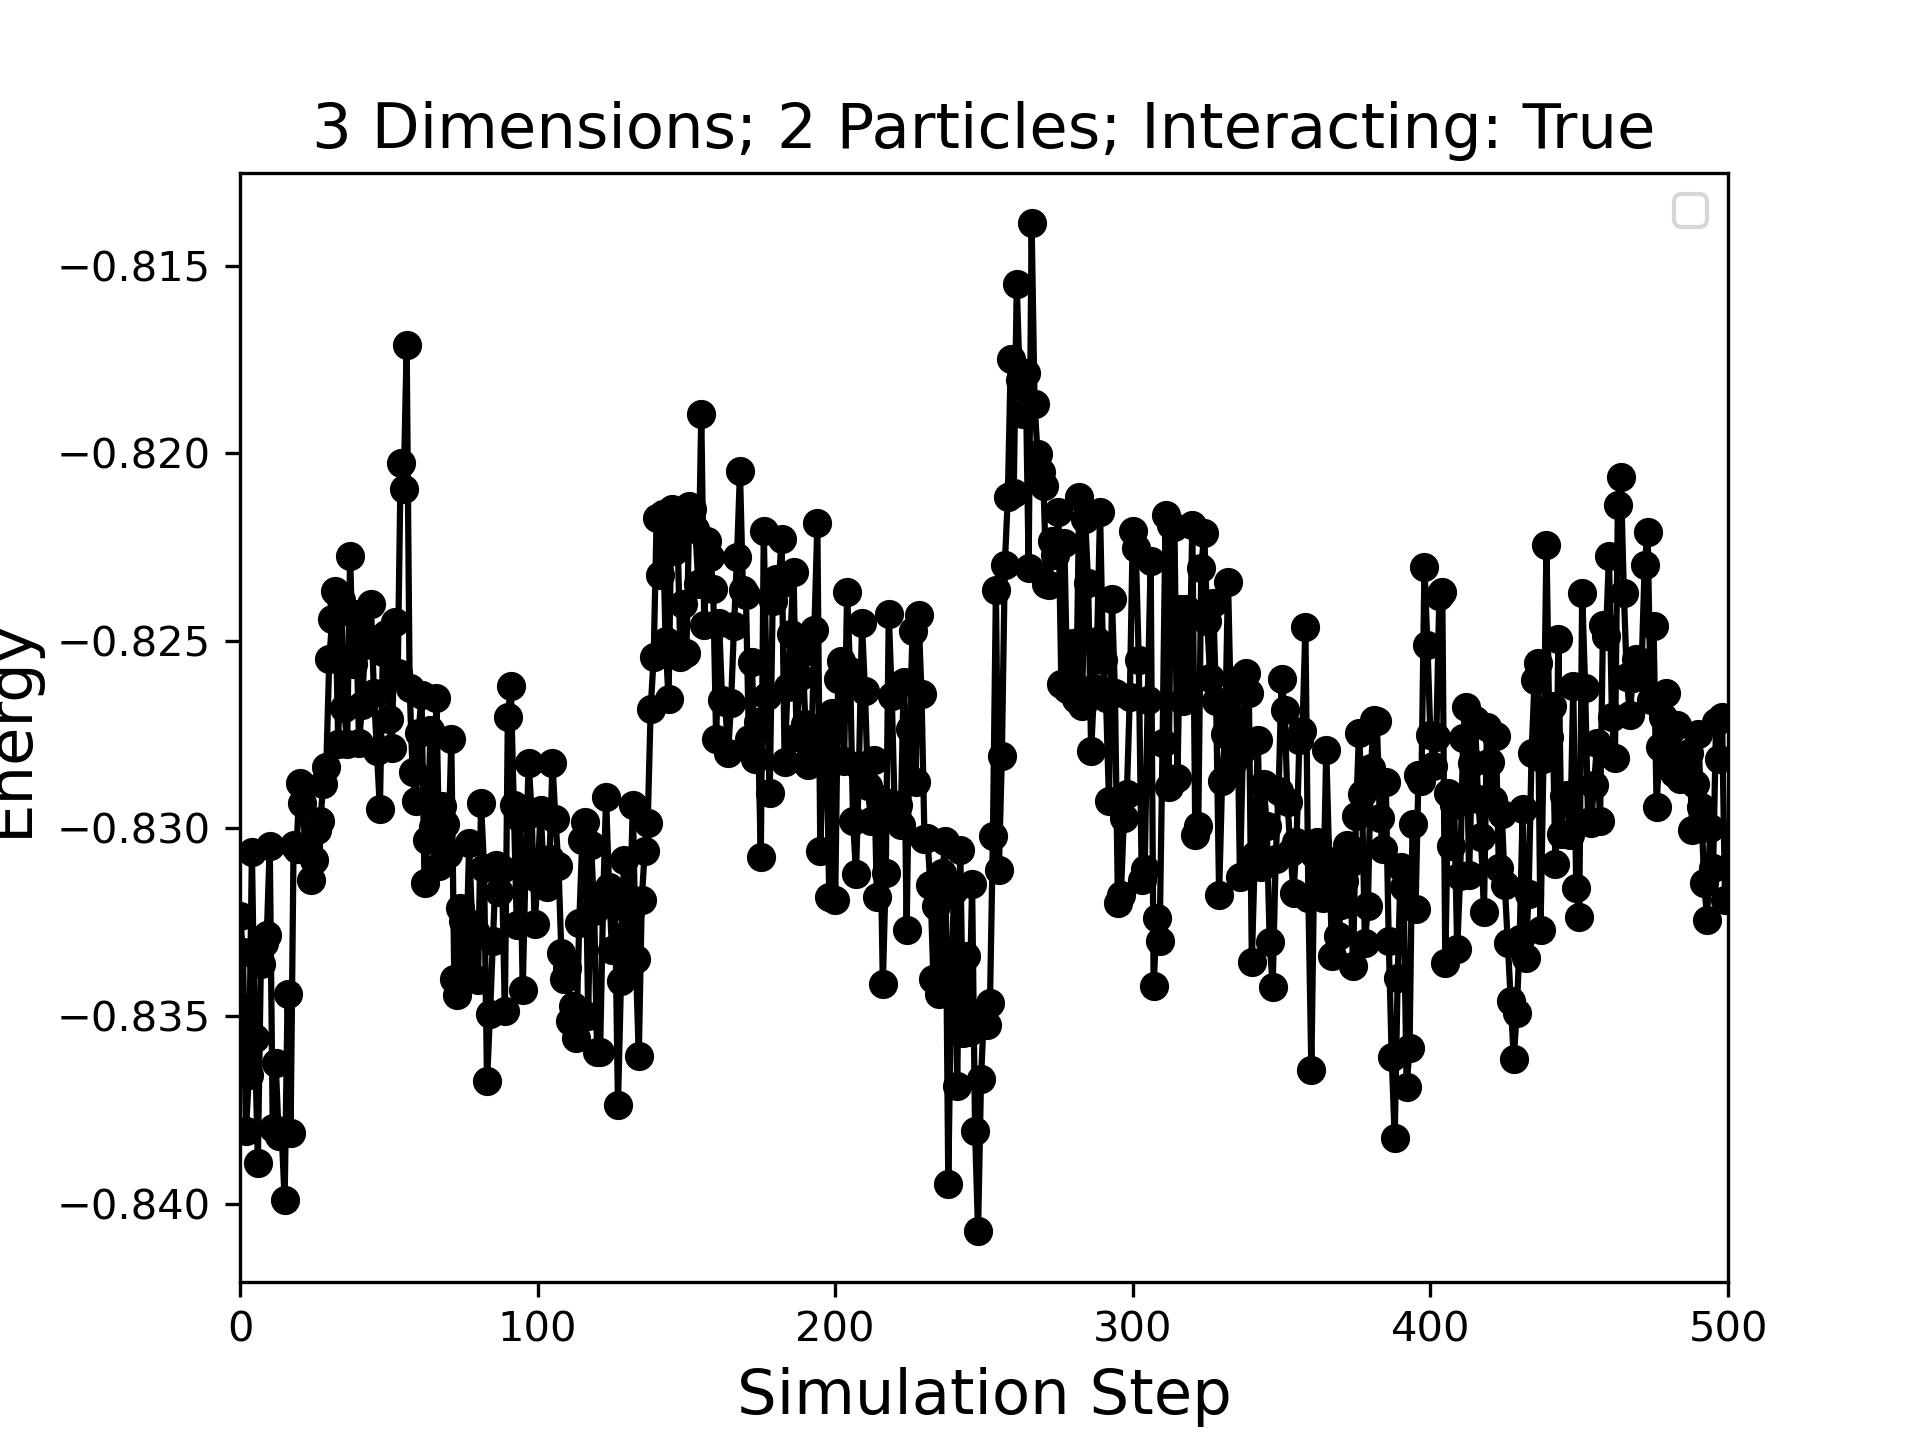 3 Dimensions; 2 Particles; Interacting: True
−0.815
−0.820
−0.825
−0.830
−0.835
−0.840
Energy
0 100 200 300 400 500
Simulation Step